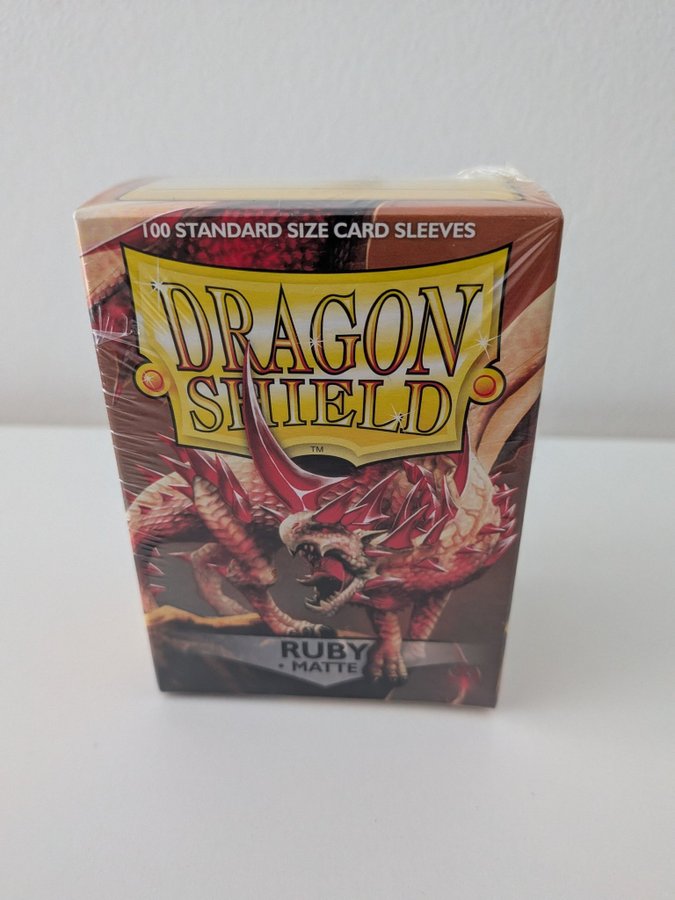 100 STANDARD SIZE CARD SLEEVES
DRAGON
SHIELD
TM
RUBY
• MATTE